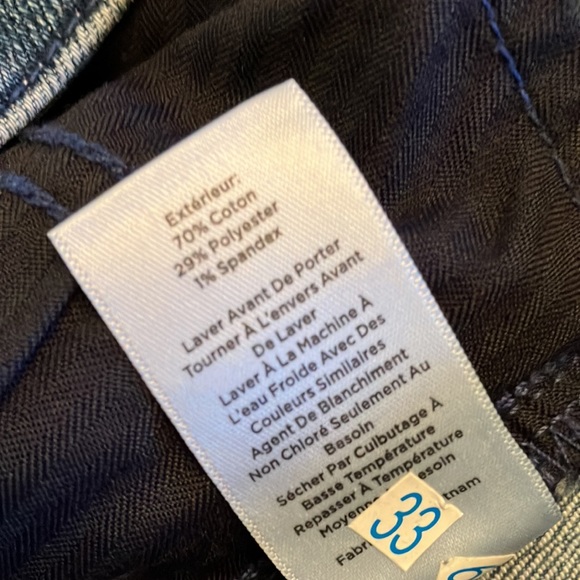 Extérieur:
70% Coton
29% Polyester
1% Spandex
Laver Avant De Porter
Tourner À L'envers Avant
De Laver
Laver À La Machine À
L'eau Froide Avec Des
Couleurs Similaires
Agent De Blanchiment
Non Chloré Seulement Au
Besoin
Sécher Par Culbutage À
Basse Température
Repasser À Température
Moyenne Besoin
33